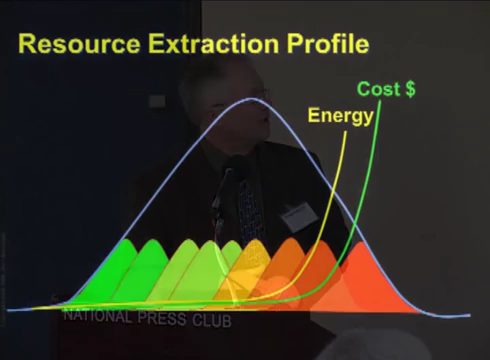 Resource Extraction Profile
Cost $
Energy
NATIONAL PRESS CLUB